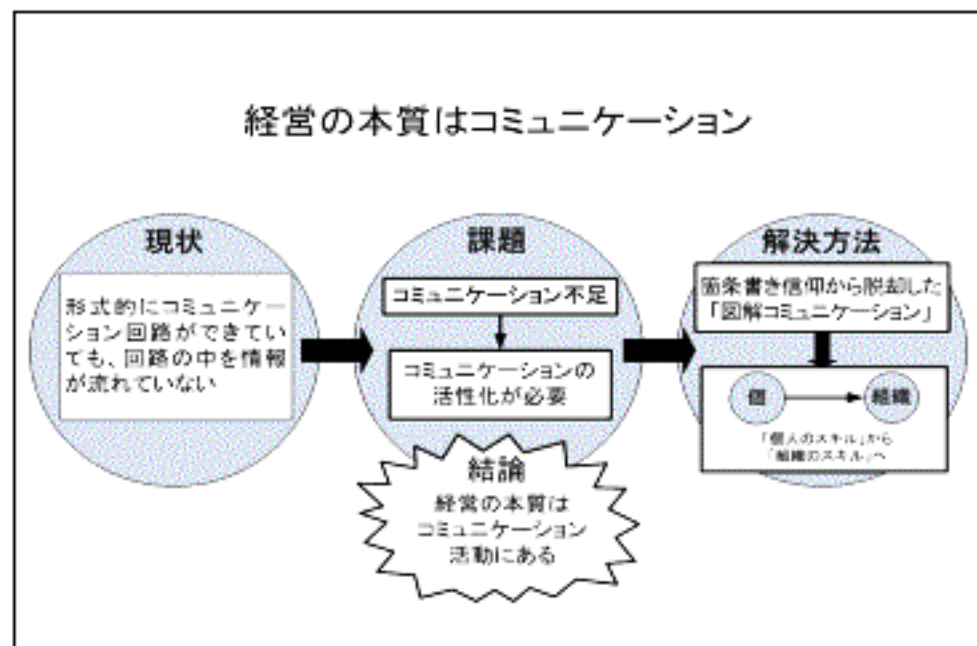 経営の本質はコミュニケーション
現状
形式的にコミュニケー
ション回路ができてい
ても、回路の中を情報
が流れていない
課題
コミュニケーション不足
コミュニケーションの
活性化が必要
結論
経営の本質は
コミュニケーション
活動にある
解決方法
箇条書き信仰から脱却した
「図解コミュニケーション」
個
組織
「個人のスキル」から
「組織のスキル」へ